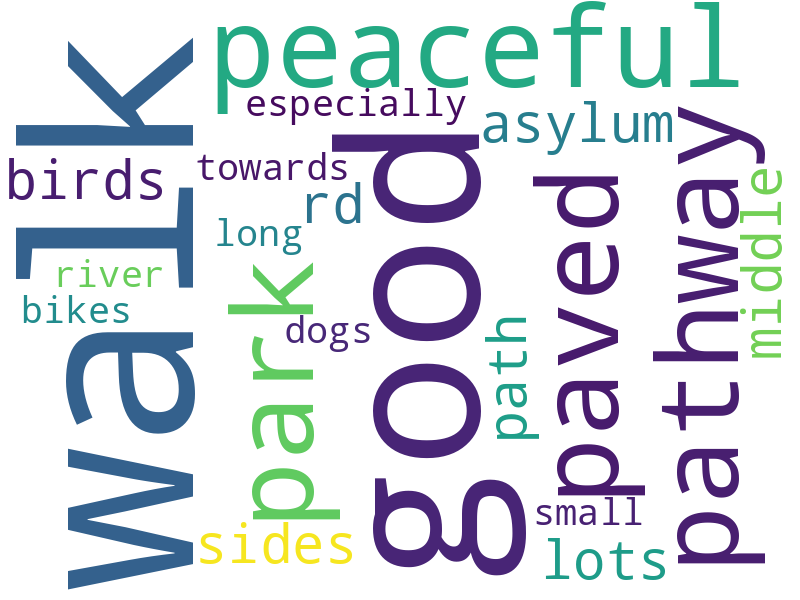 peaceful
walk
especially
asylum
good
pathway
birds
towards
paved
middle
rd
long
river
park
bikes
dogs
path
small
sides
lots